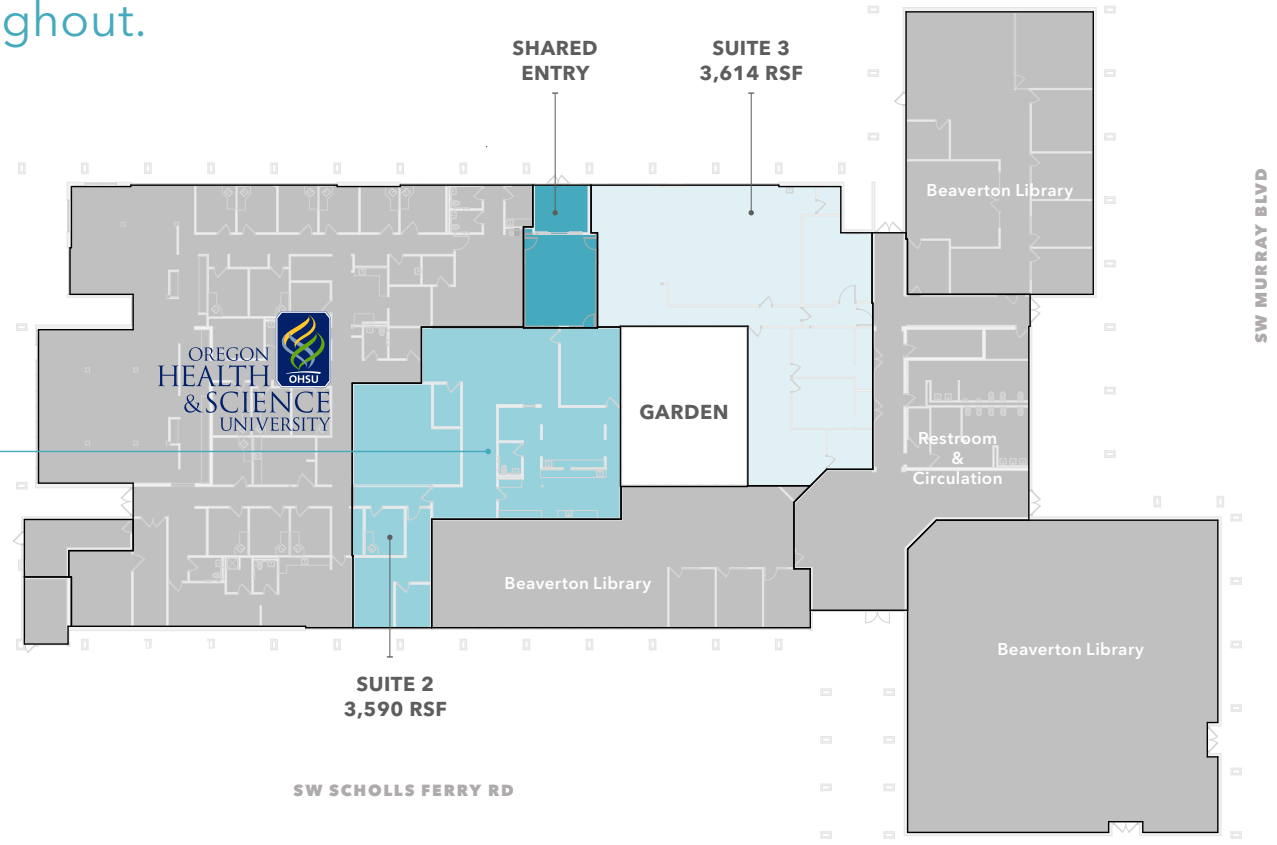 ghout.
SHARED
ENTRY
SUITE 3
3,614 RSF
Beaverton Library
SW MURRAY BLVD
OREGON
HEALTH
& SCIENCE
UNIVERSITY
OHSU
GARDEN
Restroom
&
Circulation
Beaverton Library
Beaverton Library
SUITE 2
3,590 RSF
SW SCHOLLS FERRY RD